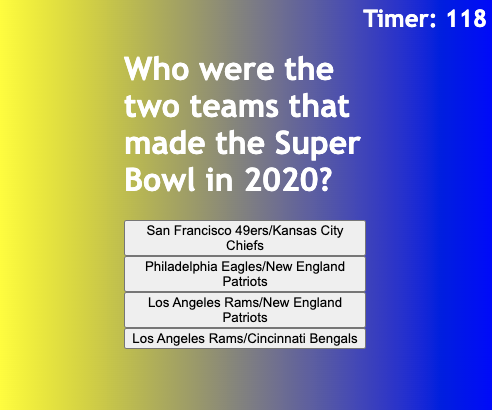 Timer: 118
Who were the
two teams that
made the Super
Bowl in 2020?
San Francisco 49ers/Kansas City
Chiefs
Philadelphia Eagles/New England
Patriots
Los Angeles Rams/New England
Patriots
Los Angeles Rams/Cincinnati Bengals